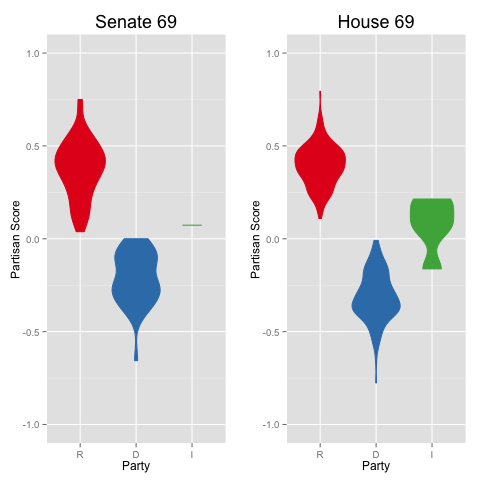 Senate 69
1.0
0.5
0.0
-0.5
-1.0
Partisan Score
R D I
Party
House 69
1.0
0.5
0.0
-0.5
-1.0
Partisan Score
R D I
Party